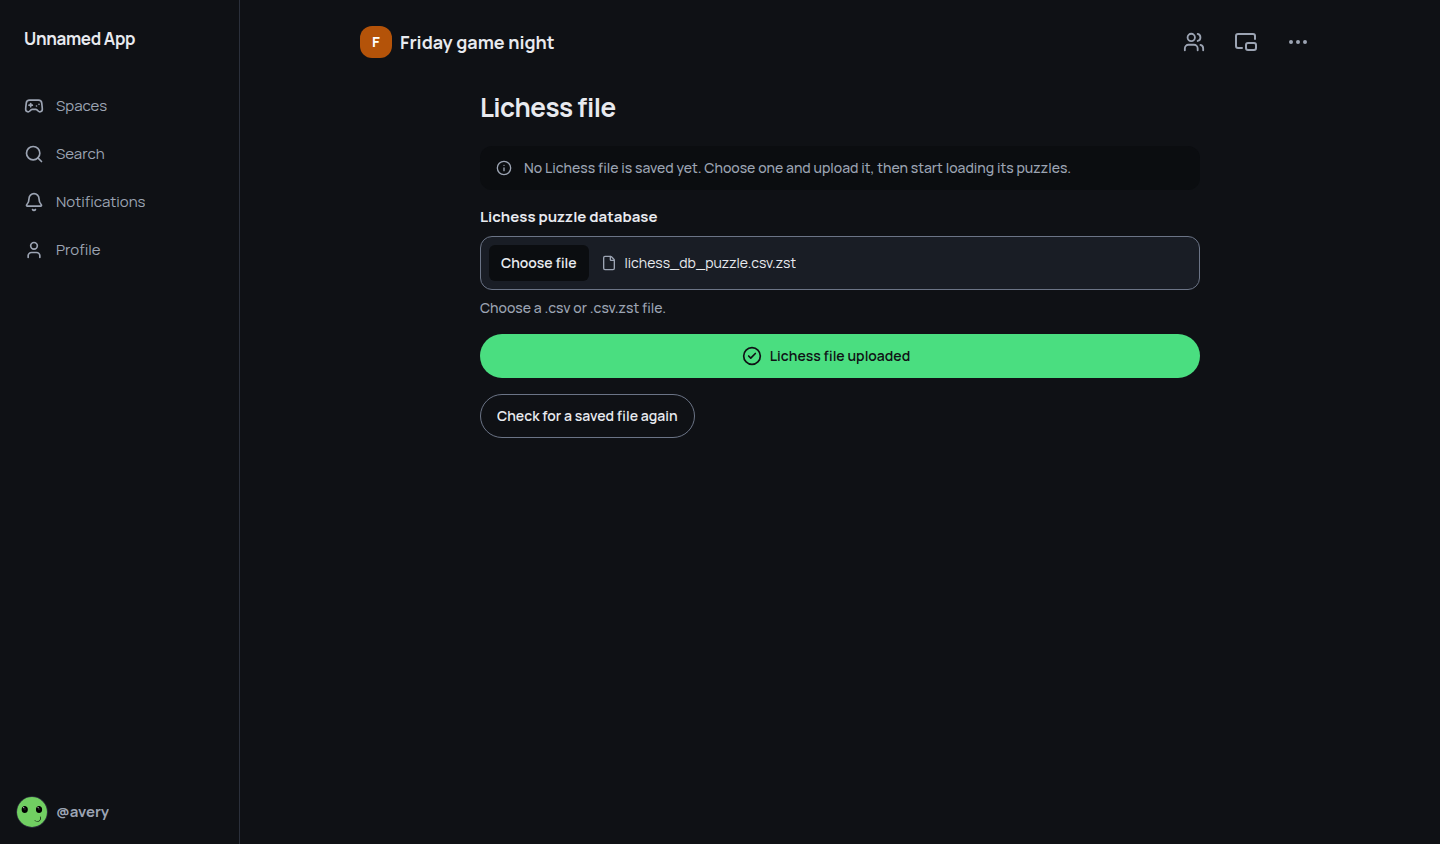 Unnamed App
Spaces
Search
Notifications
Profile
@avery
F Friday game night
Lichess file
No Lichess file is saved yet. Choose one and upload it, then start loading its puzzles.
Lichess puzzle database
Choose file lichess_db_puzzle.csv.zst
Choose a .csv or .csv.zst file.
Lichess file uploaded
Check for a saved file again